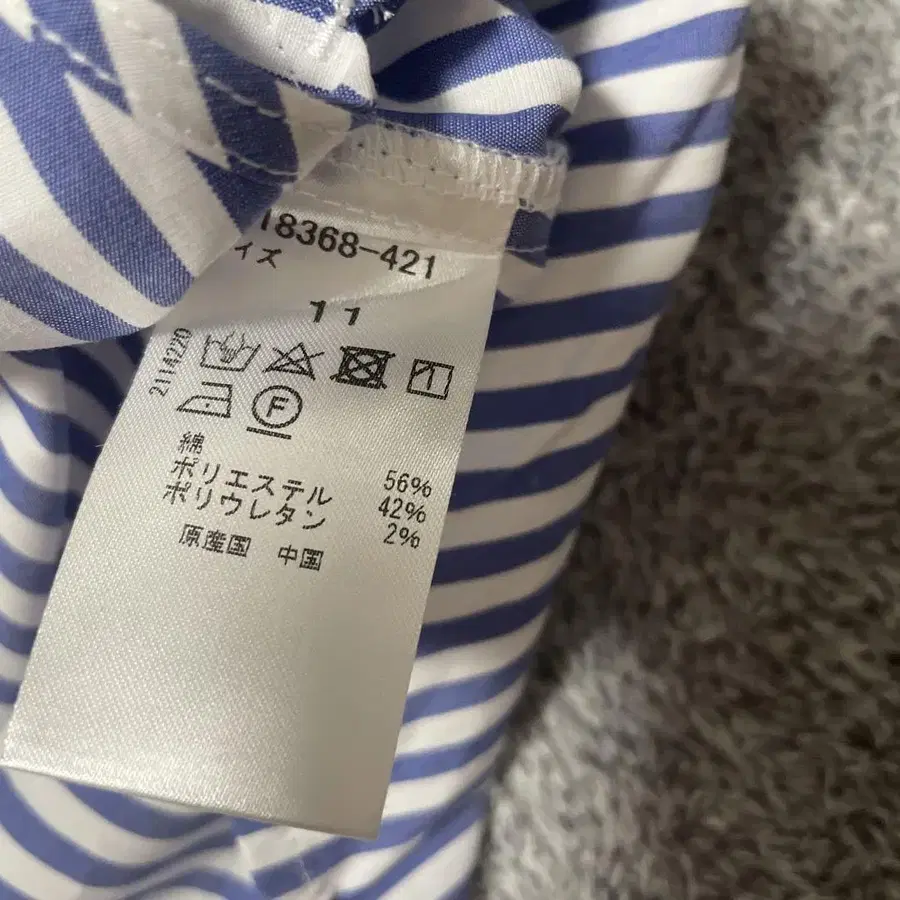 18368-421
イズ
11
2114220
F
綿 56%
ポリエステル 42%
ポリウレタン 2%
原産国 中国